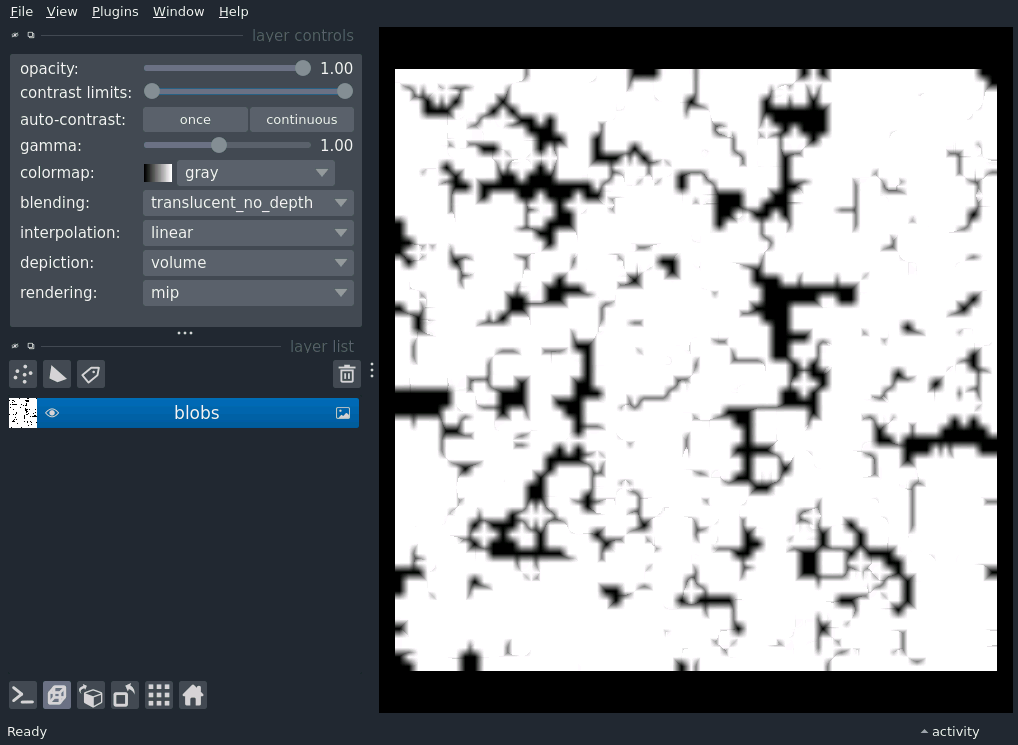 File View Plugins Window Help
layer controls
opacity: 1.00
contrast limits:
auto-contrast: once continuous
gamma: 1.00
colormap: gray
blending: translucent_no_depth
interpolation: linear
depiction: volume
rendering: mip
layer list
blobs
Ready activity